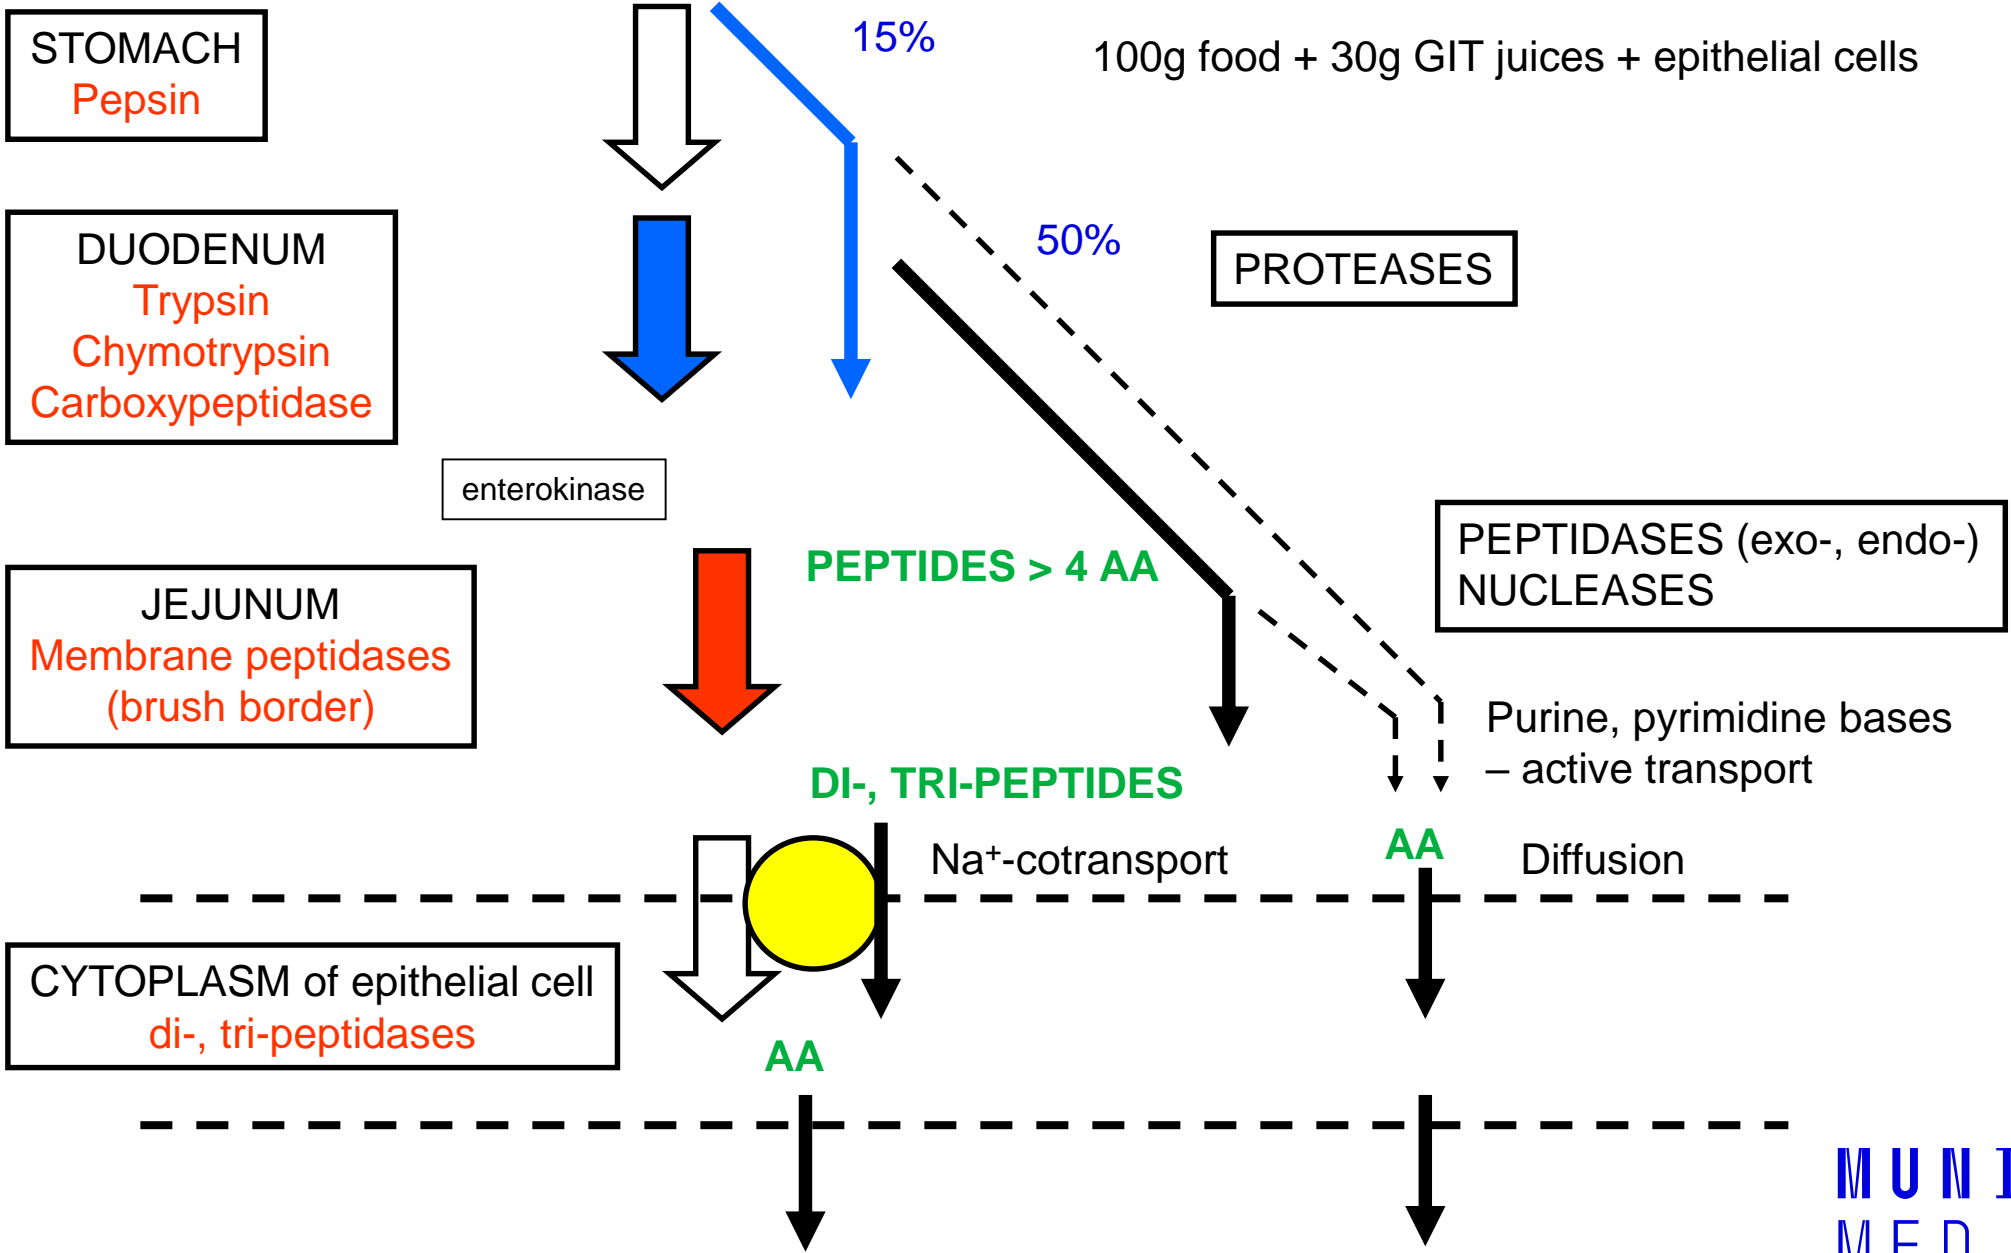 STOMACH
Pepsin
15%
100g food + 30g GIT juices + epithelial cells
DUODENUM
Trypsin
Chymotrypsin
Carboxypeptidase
50%
PROTEASES
enterokinase
PEPTIDES > 4 AA
PEPTIDASES (exo-, endo-)
NUCLEASES
JEJUNUM
Membrane peptidases
(brush border)
Purine, pyrimidine bases
– active transport
DI-, TRI-PEPTIDES
Na⁺-cotransport
AA
Diffusion
CYTOPLASM of epithelial cell
di-, tri-peptidases
AA
MUNI
MED